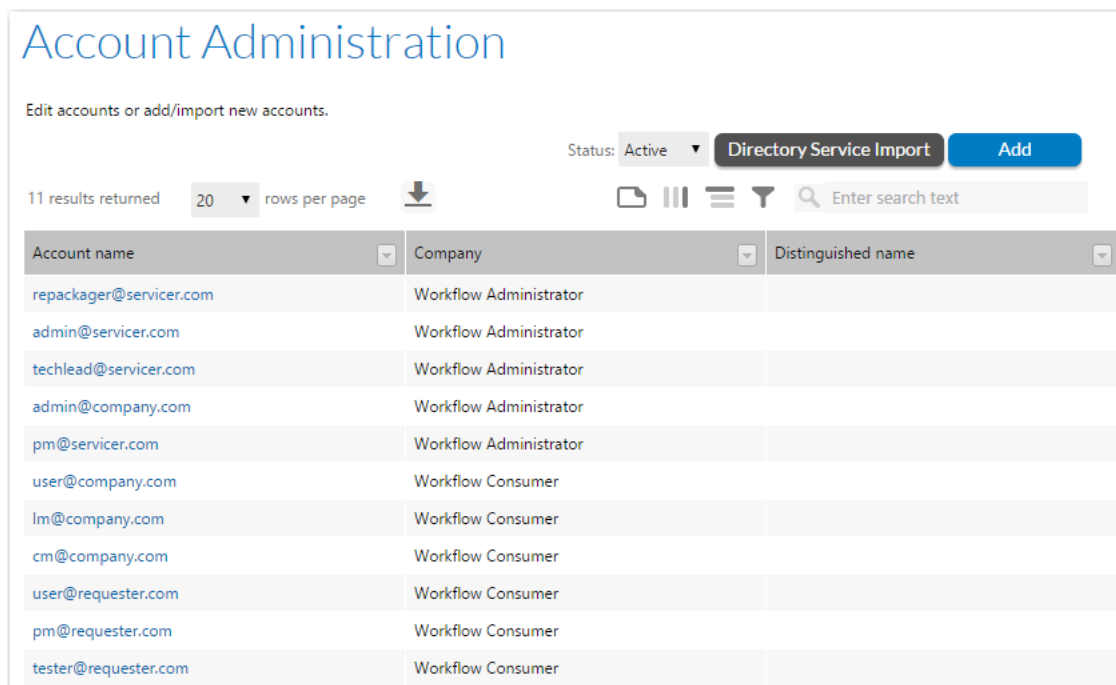 Account Administration
Edit accounts or add/import new accounts.
Status: Active Directory Service Import Add
11 results returned 20 rows per page Enter search text
Account name Company Distinguished name
repackager@servicer.com Workflow Administrator
admin@servicer.com Workflow Administrator
techlead@servicer.com Workflow Administrator
admin@company.com Workflow Administrator
pm@servicer.com Workflow Administrator
user@company.com Workflow Consumer
lm@company.com Workflow Consumer
cm@company.com Workflow Consumer
user@requester.com Workflow Consumer
pm@requester.com Workflow Consumer
tester@requester.com Workflow Consumer